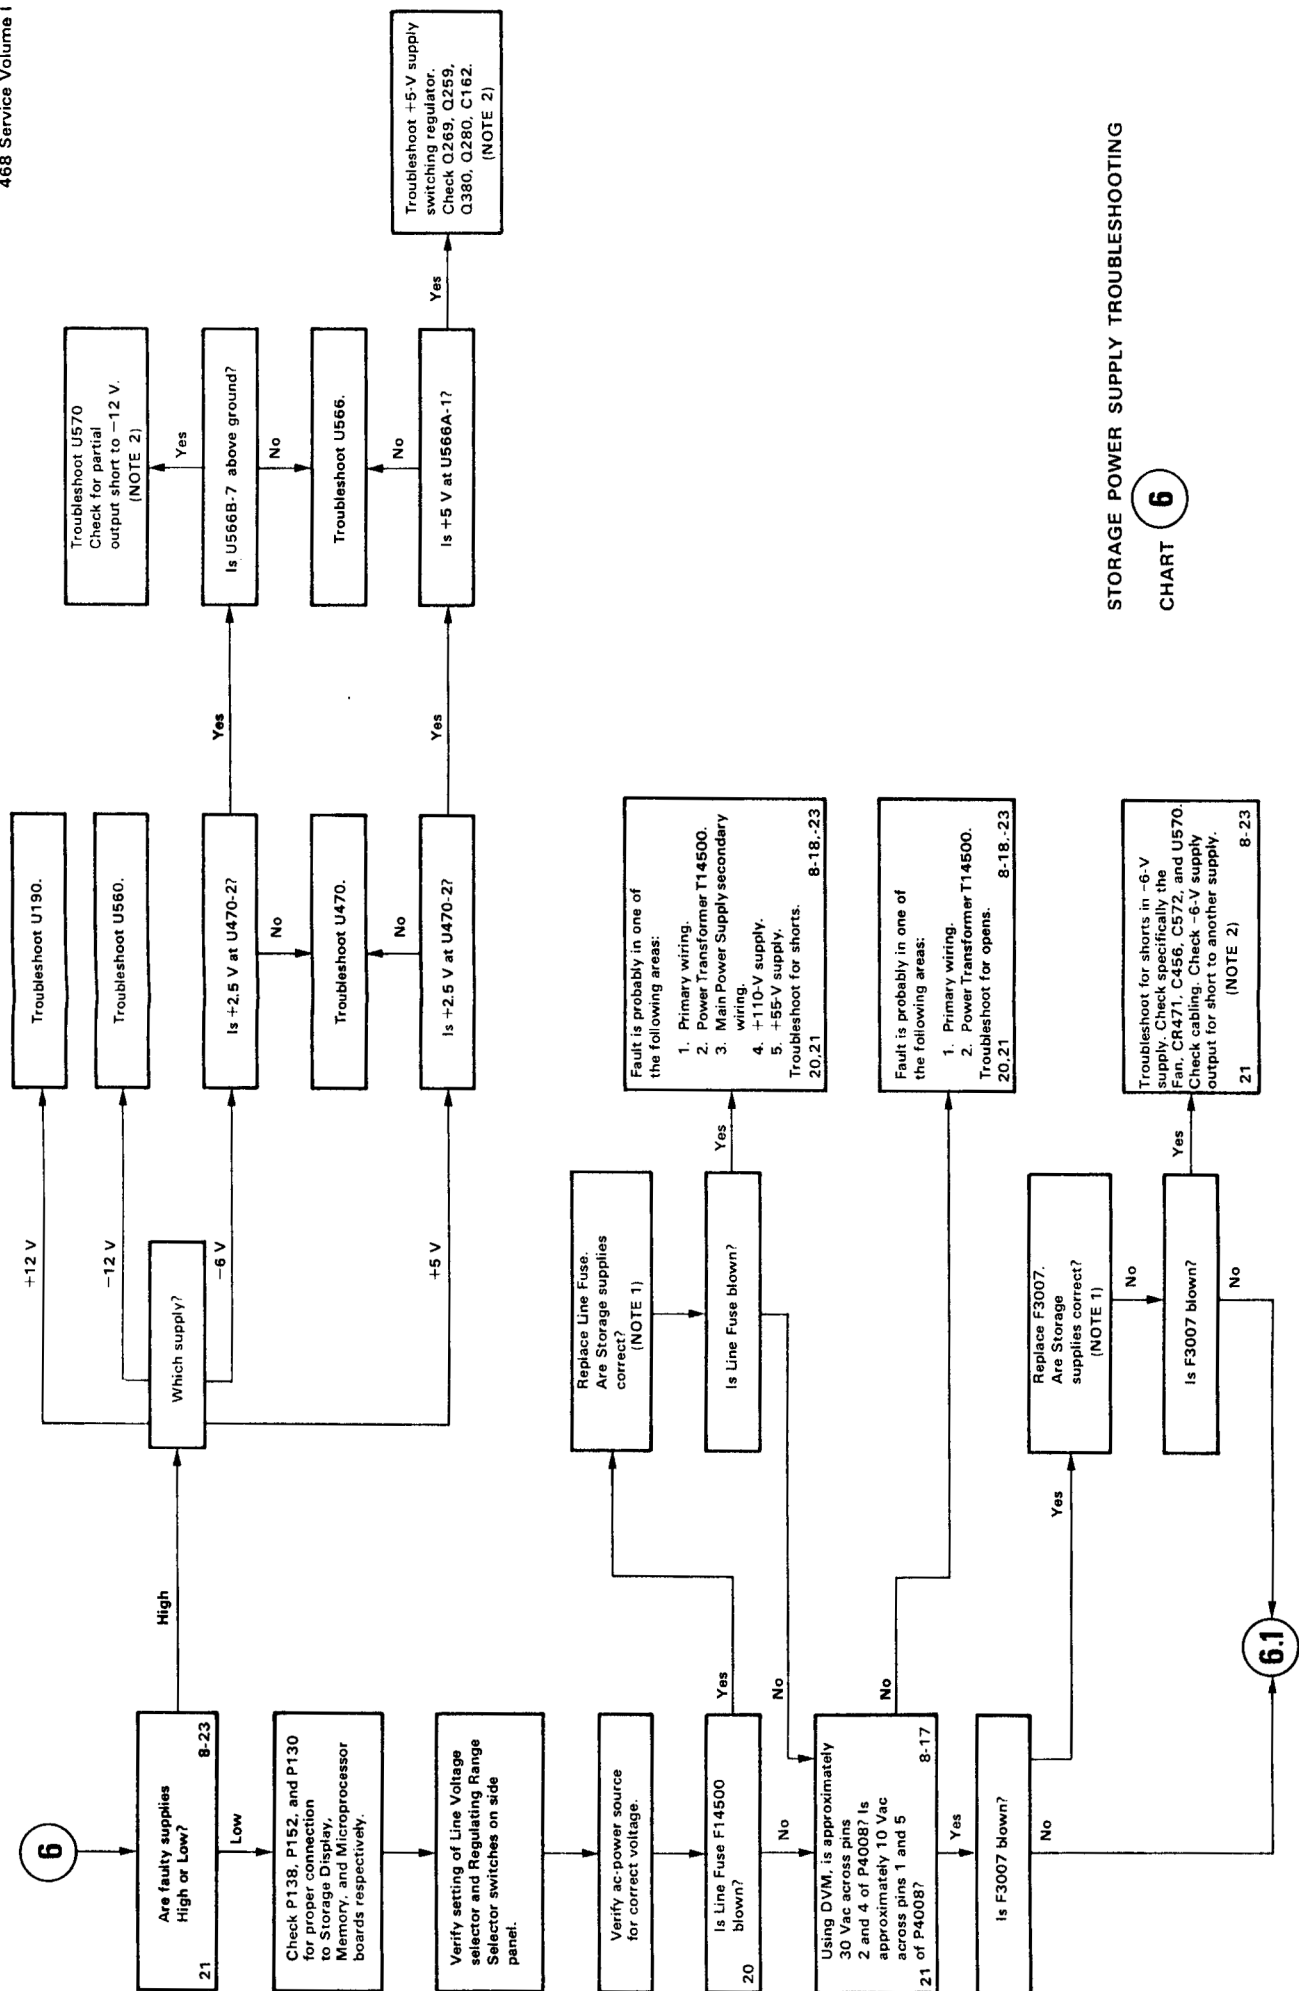 468 Service Volume I
6
Are faulty supplies
High or Low?
21 8-23
High
Low
Which supply?
+12 V
−12 V
−6 V
+5 V
Troubleshoot U190.
Troubleshoot U560.
Is +2.5 V at U470-2?
No
Troubleshoot U470.
No
Is +2.5 V at U470-2?
Yes
Yes
Troubleshoot U570
Check for partial
output short to −12 V.
(NOTE 2)
Yes
Is U566B-7 above ground?
No
Troubleshoot U566.
No
Is +5 V at U566A-1?
Yes
Troubleshoot +5-V supply
switching regulator.
Check Q269, Q259,
Q380, Q280, C162.
(NOTE 2)
Check P138, P152, and P130
for proper connection
to Storage Display,
Memory, and Microprocessor
boards respectively.
Verify setting of Line Voltage
selector and Regulating Range
Selector switches on side
panel.
Verify ac-power source
for correct voltage.
Is Line Fuse F14500
blown?
20
Yes
No
Replace Line Fuse.
Are Storage supplies
correct?
(NOTE 1)
Is Line Fuse blown?
Yes
No
Fault is probably in one of
the following areas:
1. Primary wiring.
2. Power Transformer T14500.
3. Main Power Supply secondary
wiring.
4. +110-V supply.
5. +55-V supply.
Troubleshoot for shorts.
20,21 8-18,-23
Using DVM, is approximately
30 Vac across pins
2 and 4 of P4008? Is
approximately 10 Vac
across pins 1 and 5
21 of P4008? 8-17
No
Yes
Fault is probably in one of
the following areas:
1. Primary wiring.
2. Power Transformer T14500.
Troubleshoot for opens.
20,21 8-18,-23
Is F3007 blown?
Yes
No
Replace F3007.
Are Storage
supplies correct?
(NOTE 1)
No
Is F3007 blown?
Yes
No
Troubleshoot for shorts in −6-V
supply. Check specifically the
Fan, CR471, C456, C572, and U570.
Check cabling. Check −6-V supply
output for short to another supply.
(NOTE 2)
21 8-23
6.1
STORAGE POWER SUPPLY TROUBLESHOOTING
CHART 6